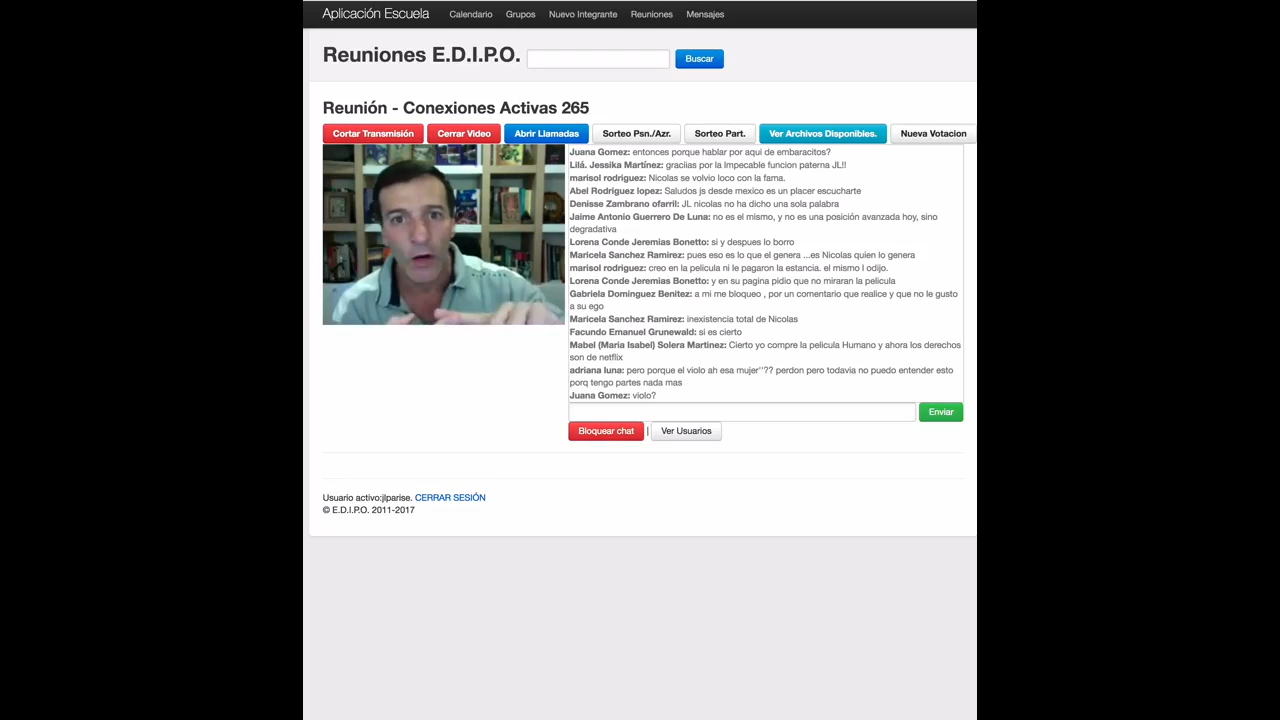 Aplicación Escuela Calendario Grupos Nuevo Integrante Reuniones Mensajes
Reuniones E.D.I.P.O. Buscar
Reunión - Conexiones Activas 265
Cortar Transmisión Cerrar Video Abrir Llamadas Sorteo Psn./Azr. Sorteo Part. Ver Archivos Disponibles. Nueva Votacion
Juana Gomez: entonces porque hablar por aqui de embaracitos?
Lilá. Jessika Martínez: graciias por la Impecable funcion paterna JL!!
marisol rodriguez: Nicolas se volvio loco con la fama.
Abel Rodriguez lopez: Saludos js desde mexico es un placer escucharte
Denisse Zambrano ofarril: JL nicolas no ha dicho una sola palabra
Jaime Antonio Guerrero De Luna: no es el mismo, y no es una posición avanzada hoy, sino
degradativa
Lorena Conde Jeremias Bonetto: si y despues lo borro
Maricela Sanchez Ramirez: pues eso es lo que el genera ...es Nicolas quien lo genera
marisol rodriguez: creo en la pelicula ni le pagaron la estancia. el mismo l odijo.
Lorena Conde Jeremias Bonetto: y en su pagina pidio que no miraran la pelicula
Gabriela Dominguez Benitez: a mi me bloqueo , por un comentario que realice y que no le gusto
a su ego
Maricela Sanchez Ramirez: inexistencia total de Nicolas
Facundo Emanuel Grunewald: si es cierto
Mabel (Maria Isabel) Solera Martinez: Cierto yo compre la pelicula Humano y ahora los derechos
son de netflix
adriana luna: pero porque el violo ah esa mujer''?? perdon pero todavia no puedo entender esto
porq tengo partes nada mas
Juana Gomez: violo?
Enviar
Bloquear chat | Ver Usuarios
Usuario activo:jlparise. CERRAR SESIÓN
© E.D.I.P.O. 2011-2017